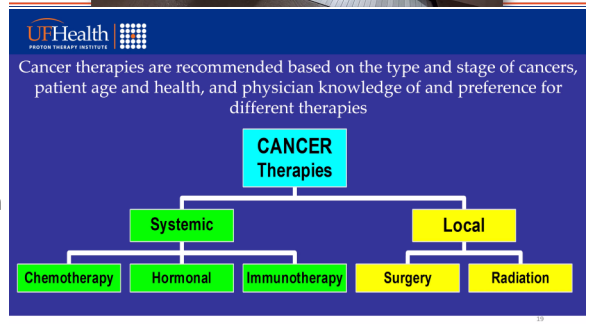 UFHealth
PROTON THERAPY INSTITUTE
Cancer therapies are recommended based on the type and stage of cancers,
patient age and health, and physician knowledge of and preference for
different therapies
CANCER
Therapies
Systemic
Local
Chemotherapy
Hormonal
Immunotherapy
Surgery
Radiation
19